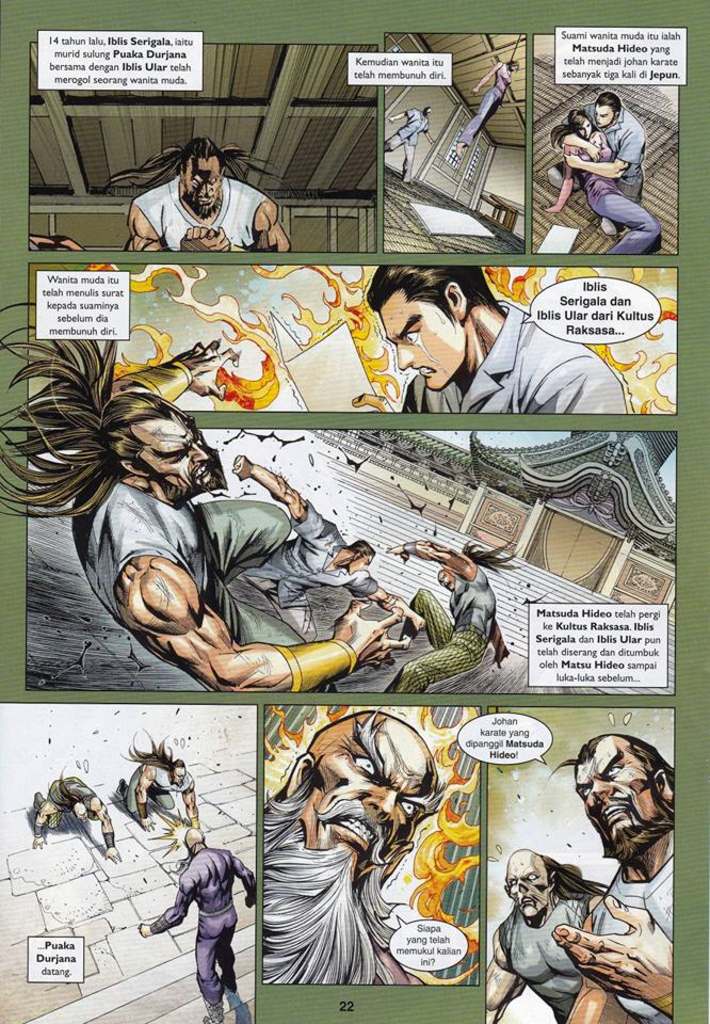 14 tahun lalu, Iblis Serigala, iaitu
murid sulung Puaka Durjana
bersama dengan Iblis Ular telah
merogol seorang wanita muda.
Kemudian wanita itu
telah membunuh diri.
Suami wanita muda itu ialah
Matsuda Hideo yang
telah menjadi johan karate
sebanyak tiga kali di Jepun.
Wanita muda itu
telah menulis surat
kepada suaminya
sebelum dia
membunuh diri.
Iblis
Serigala dan
Iblis Ular dari Kultus
Raksasa...
Matsuda Hideo telah pergi
ke Kultus Raksasa. Iblis
Serigala dan Iblis Ular pun
telah diserang dan ditumbuk
oleh Matsu Hideo sampai
luka-luka sebelum...
...Puaka
Durjana
datang.
Siapa
yang telah
memukul kalian
ini?
Johan
karate yang
dipanggil Matsuda
Hideo!
22